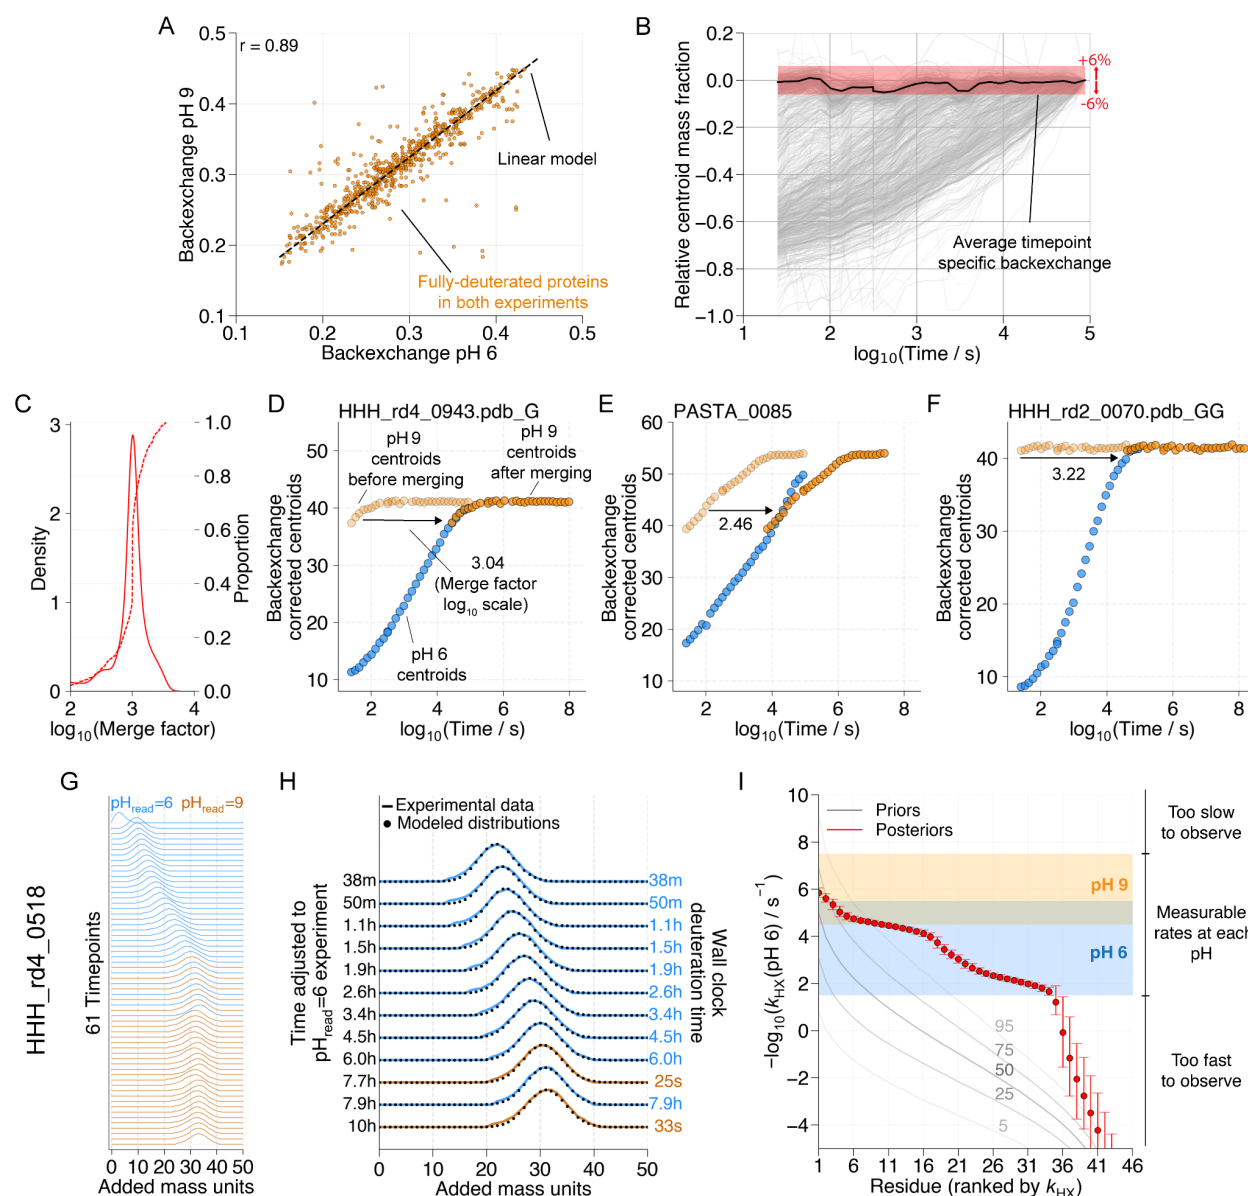 A
0.5
0.4
0.3
0.2
0.1
r = 0.89
Linear model
Fully-deuterated proteins
in both experiments
0.1
0.2
0.3
0.4
0.5
Backexchange pH 6
Backexchange pH 9
B
0.2
0.0
−0.2
−0.4
−0.6
−0.8
−1.0
+6%
-6%
Average timepoint
specific backexchange
1
2
3
4
5
log10(Time / s)
Relative centroid mass fraction
C
3
2
1
0
1.0
0.8
0.6
0.4
0.2
0.0
2
3
4
log10(Merge factor)
Density
Proportion
D
HHH_rd4_0943.pdb_G
50
40
30
20
10
pH 9
centroids
before merging
pH 9
centroids
after merging
3.04
(Merge factor
log10 scale)
pH 6
centroids
2
4
6
8
log10(Time / s)
Backexchange
corrected centroids
E
PASTA_0085
60
50
40
30
20
10
2.46
2
4
6
8
log10(Time / s)
Backexchange
corrected centroids
F
HHH_rd2_0070.pdb_GG
40
30
20
10
3.22
2
4
6
8
log10(Time / s)
Backexchange
corrected centroids
HHH_rd4_0518
G
pHread=6
pHread=9
61 Timepoints
0
10
20
30
40
50
Added mass units
H
Experimental data
Modeled distributions
0
10
20
30
40
50
38m
38m
50m
50m
1.1h
1.1h
1.5h
1.5h
1.9h
1.9h
2.6h
2.6h
3.4h
3.4h
4.5h
4.5h
6.0h
6.0h
7.7h
25s
7.9h
7.9h
10h
33s
0
10
20
30
40
50
Added mass units
Time adjusted to
pHread=6 experiment
Wall clock
deuteration time
I
10
8
6
4
2
0
−2
−4
Priors
Posteriors
pH 9
pH 6
95
75
50
25
5
Too slow
to observe
Measurable
rates at each
pH
Too fast
to observe
1
6
11
16
21
26
31
36
41
46
Residue (ranked by kHX)
−log10(kHX(pH 6) / s−1)